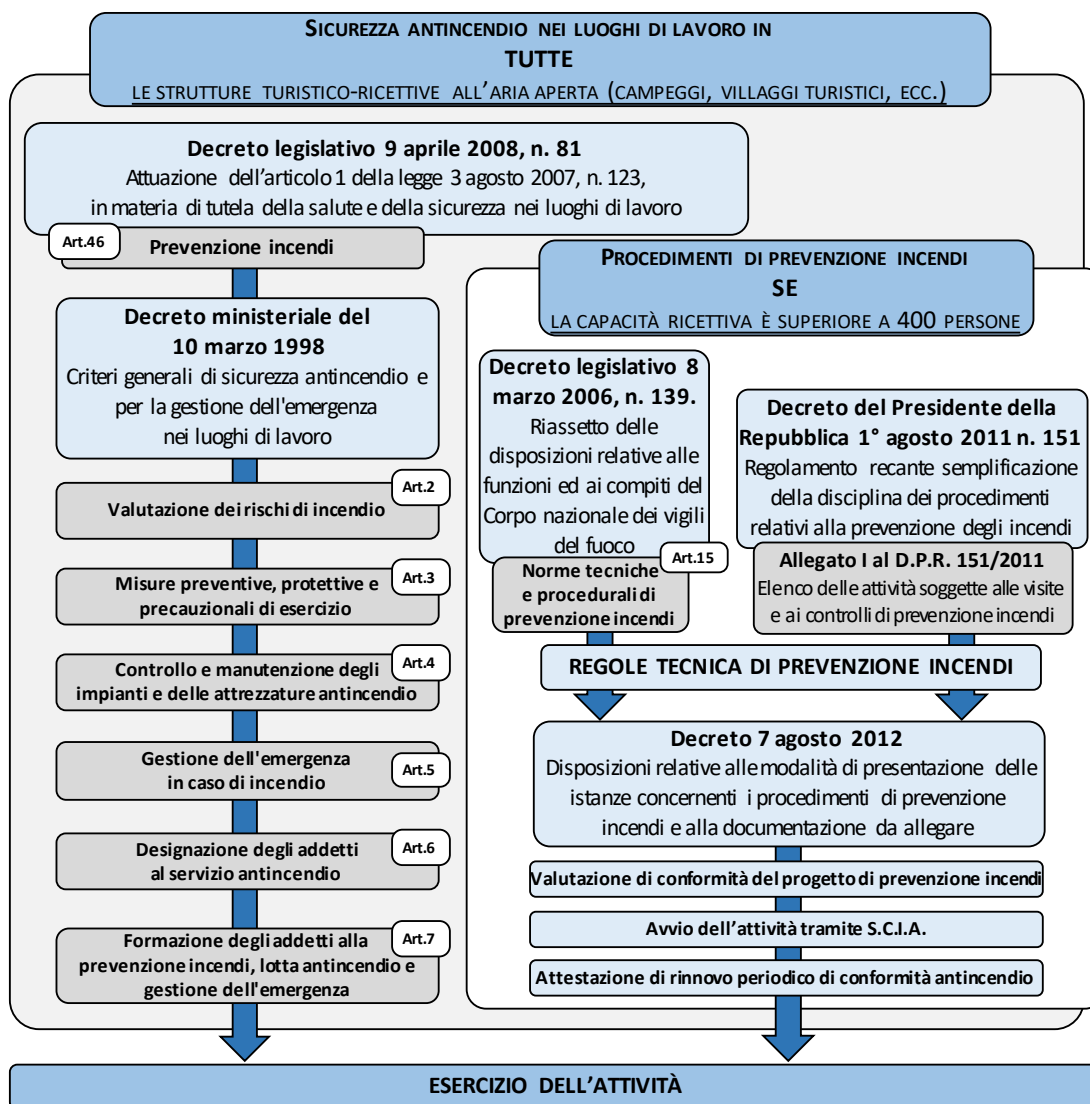 SICUREZZA ANTINCENDIO NEI LUOGHI DI LAVORO IN
TUTTE
LE STRUTTURE TURISTICO-RICETTIVE ALL'ARIA APERTA (CAMPEGGI, VILLAGGI TURISTICI, ECC.)
Decreto legislativo 9 aprile 2008, n. 81
Attuazione dell'articolo 1 della legge 3 agosto 2007, n. 123,
in materia di tutela della salute e della sicurezza nei luoghi di lavoro
Art.46
Prevenzione incendi
Decreto ministeriale del
10 marzo 1998
Criteri generali di sicurezza antincendio e
per la gestione dell'emergenza
nei luoghi di lavoro
Art.2
Valutazione dei rischi di incendio
Art.3
Misure preventive, protettive e
precauzionali di esercizio
Art.4
Controllo e manutenzione degli
impianti e delle attrezzature antincendio
Art.5
Gestione dell'emergenza
in caso di incendio
Art.6
Designazione degli addetti
al servizio antincendio
Art.7
Formazione degli addetti alla
prevenzione incendi, lotta antincendio e
gestione dell'emergenza
PROCEDIMENTI DI PREVENZIONE INCENDI
SE
LA CAPACITÀ RICETTIVA È SUPERIORE A 400 PERSONE
Decreto legislativo 8
marzo 2006, n. 139.
Riassetto delle
disposizioni relative alle
funzioni ed ai compiti del
Corpo nazionale dei vigili
del fuoco
Art.15
Norme tecniche
e procedurali di
prevenzione incendi
Decreto del Presidente della
Repubblica 1° agosto 2011 n. 151
Regolamento recante semplificazione
della disciplina dei procedimenti
relativi alla prevenzione degli incendi
Allegato I al D.P.R. 151/2011
Elenco delle attività soggette alle visite
e ai controlli di prevenzione incendi
REGOLE TECNICA DI PREVENZIONE INCENDI
Decreto 7 agosto 2012
Disposizioni relative alle modalità di presentazione delle
istanze concernenti i procedimenti di prevenzione
incendi e alla documentazione da allegare
Valutazione di conformità del progetto di prevenzione incendi
Avvio dell'attività tramite S.C.I.A.
Attestazione di rinnovo periodico di conformità antincendio
ESERCIZIO DELL'ATTIVITÀ